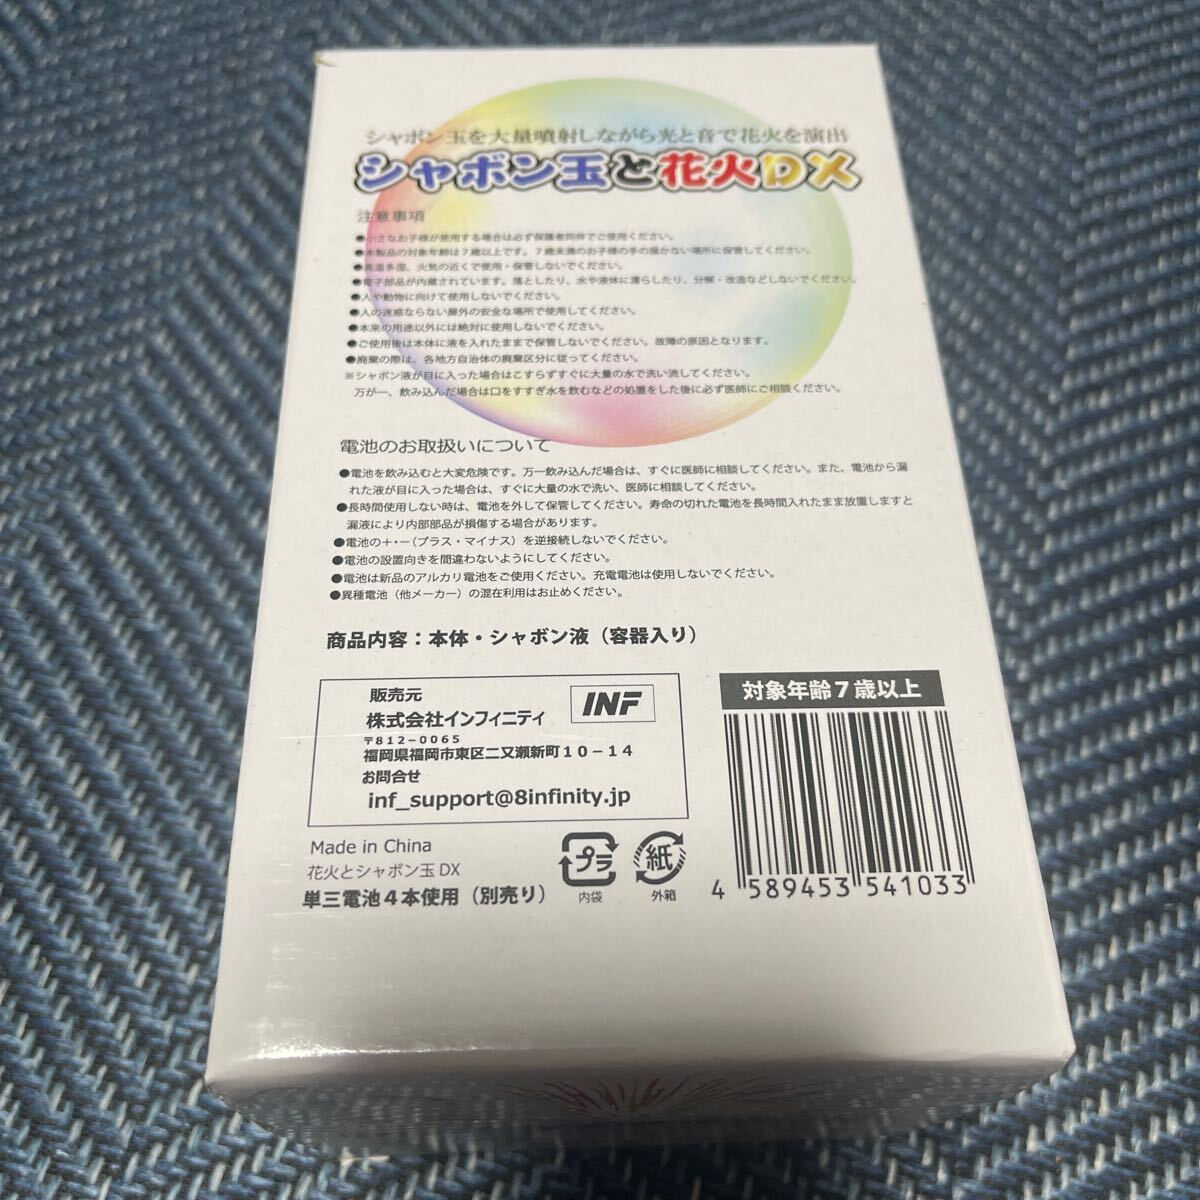 シャボン玉を大量噴射しながら光と音で花火を演出
シャボン玉と花火DX
注意事項
●小さなお子様が使用する場合は必ず保護者同伴でご使用ください。
●本製品の対象年齢は7歳以上です。7歳未満のお子様の手の届かない場所に保管してください。
●高温多湿、火気の近くで使用・保管しないでください。
●電子部品が内蔵されています。落としたり、水や液体に濡らしたり、分解・改造などしないでください。
●人や動物に向けて使用しないでください。
●人の迷惑ならない屋外の安全な場所で使用してください。
●本来の用途以外には絶対に使用しないでください。
●ご使用後は本体に液を入れたままで保管しないでください。故障の原因となります。
●廃棄の際は、各地方自治体の廃棄区分に従ってください。
※シャボン液が目に入った場合はこすらずすぐに大量の水で洗い流してください。
万が一、飲み込んだ場合は口をすすぎ水を飲むなどの処置をした後に必ず医師にご相談ください。
電池のお取扱いについて
●電池を飲み込むと大変危険です。万一飲み込んだ場合は、すぐに医師に相談してください。また、電池から漏
れた液が目に入った場合は、すぐに大量の水で洗い、医師に相談してください。
●長時間使用しない時は、電池を外して保管してください。寿命の切れた電池を長時間入れたまま放置しますと
漏液により内部部品が損傷する場合があります。
●電池の＋・－(プラス・マイナス）を逆接続しないでください。
●電池の設置向きを間違わないようにしてください。
●電池は新品のアルカリ電池をご使用ください。充電電池は使用しないでください。
●異種電池（他メーカー）の混在利用はお止めください。
商品内容：本体・シャボン液（容器入り）
販売元
株式会社インフィニティ
INF
〒812-0065
福岡県福岡市東区二又瀬新町10-14
お問合せ
inf_support@8infinity.jp
対象年齢7歳以上
4 589453 541033
Made in China
花火とシャボン玉DX
単三電池4本使用（別売り）
プラ
内袋
紙
外箱